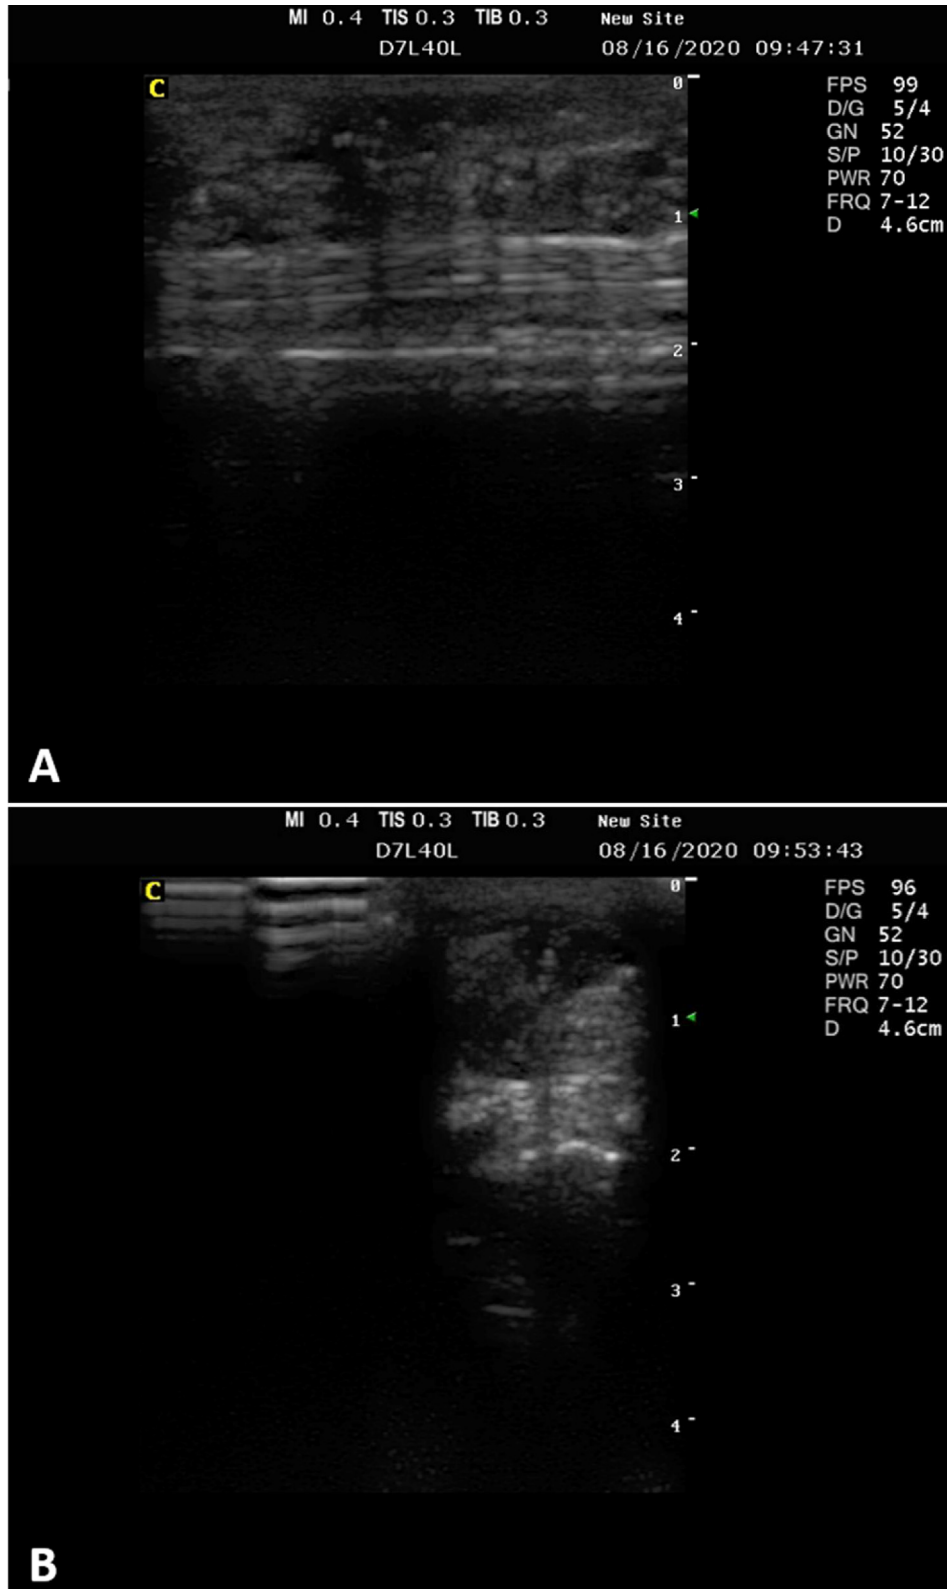 MI 0.4 TIS 0.3 TIB 0.3 New Site
D7L40L 08/16/2020 09:47:31
C
0
FPS 99
D/G 5/4
GN 52
S/P 10/30
PWR 70
FRQ 7-12
D 4.6cm
1
2
3
4
A
MI 0.4 TIS 0.3 TIB 0.3 New Site
D7L40L 08/16/2020 09:53:43
C
0
FPS 96
D/G 5/4
GN 52
S/P 10/30
PWR 70
FRQ 7-12
D 4.6cm
1
2
3
4
B